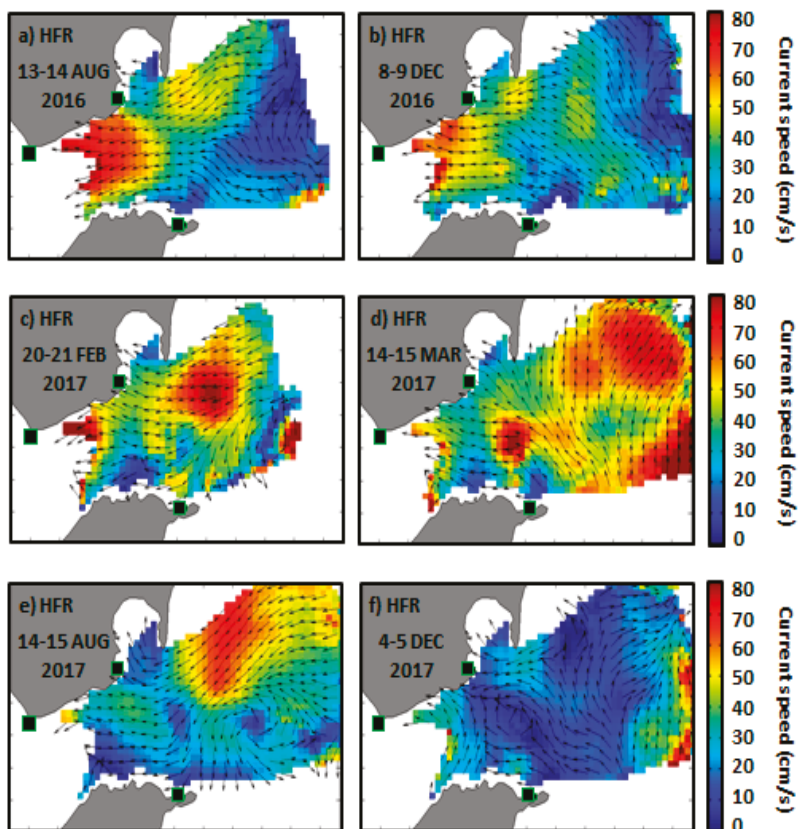 a) HFR
13-14 AUG
2016
b) HFR
8-9 DEC
2016
80
70
60
50
40
30
20
10
0
Current speed (cm/s)
c) HFR
20-21 FEB
2017
d) HFR
14-15 MAR
2017
80
70
60
50
40
30
20
10
0
Current speed (cm/s)
e) HFR
14-15 AUG
2017
f) HFR
4-5 DEC
2017
80
70
60
50
40
30
20
10
0
Current speed (cm/s)